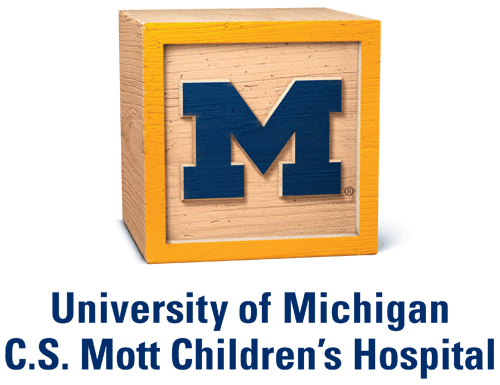 M®
University of Michigan
C.S. Mott Children's Hospital